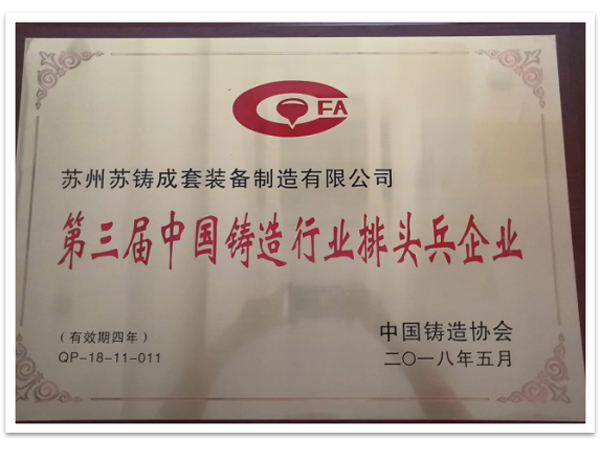 CFA
苏州苏铸成套装备制造有限公司
第三届中国铸造行业排头兵企业
(有效期四年)
QP-18-11-011
中国铸造协会
二〇一八年五月